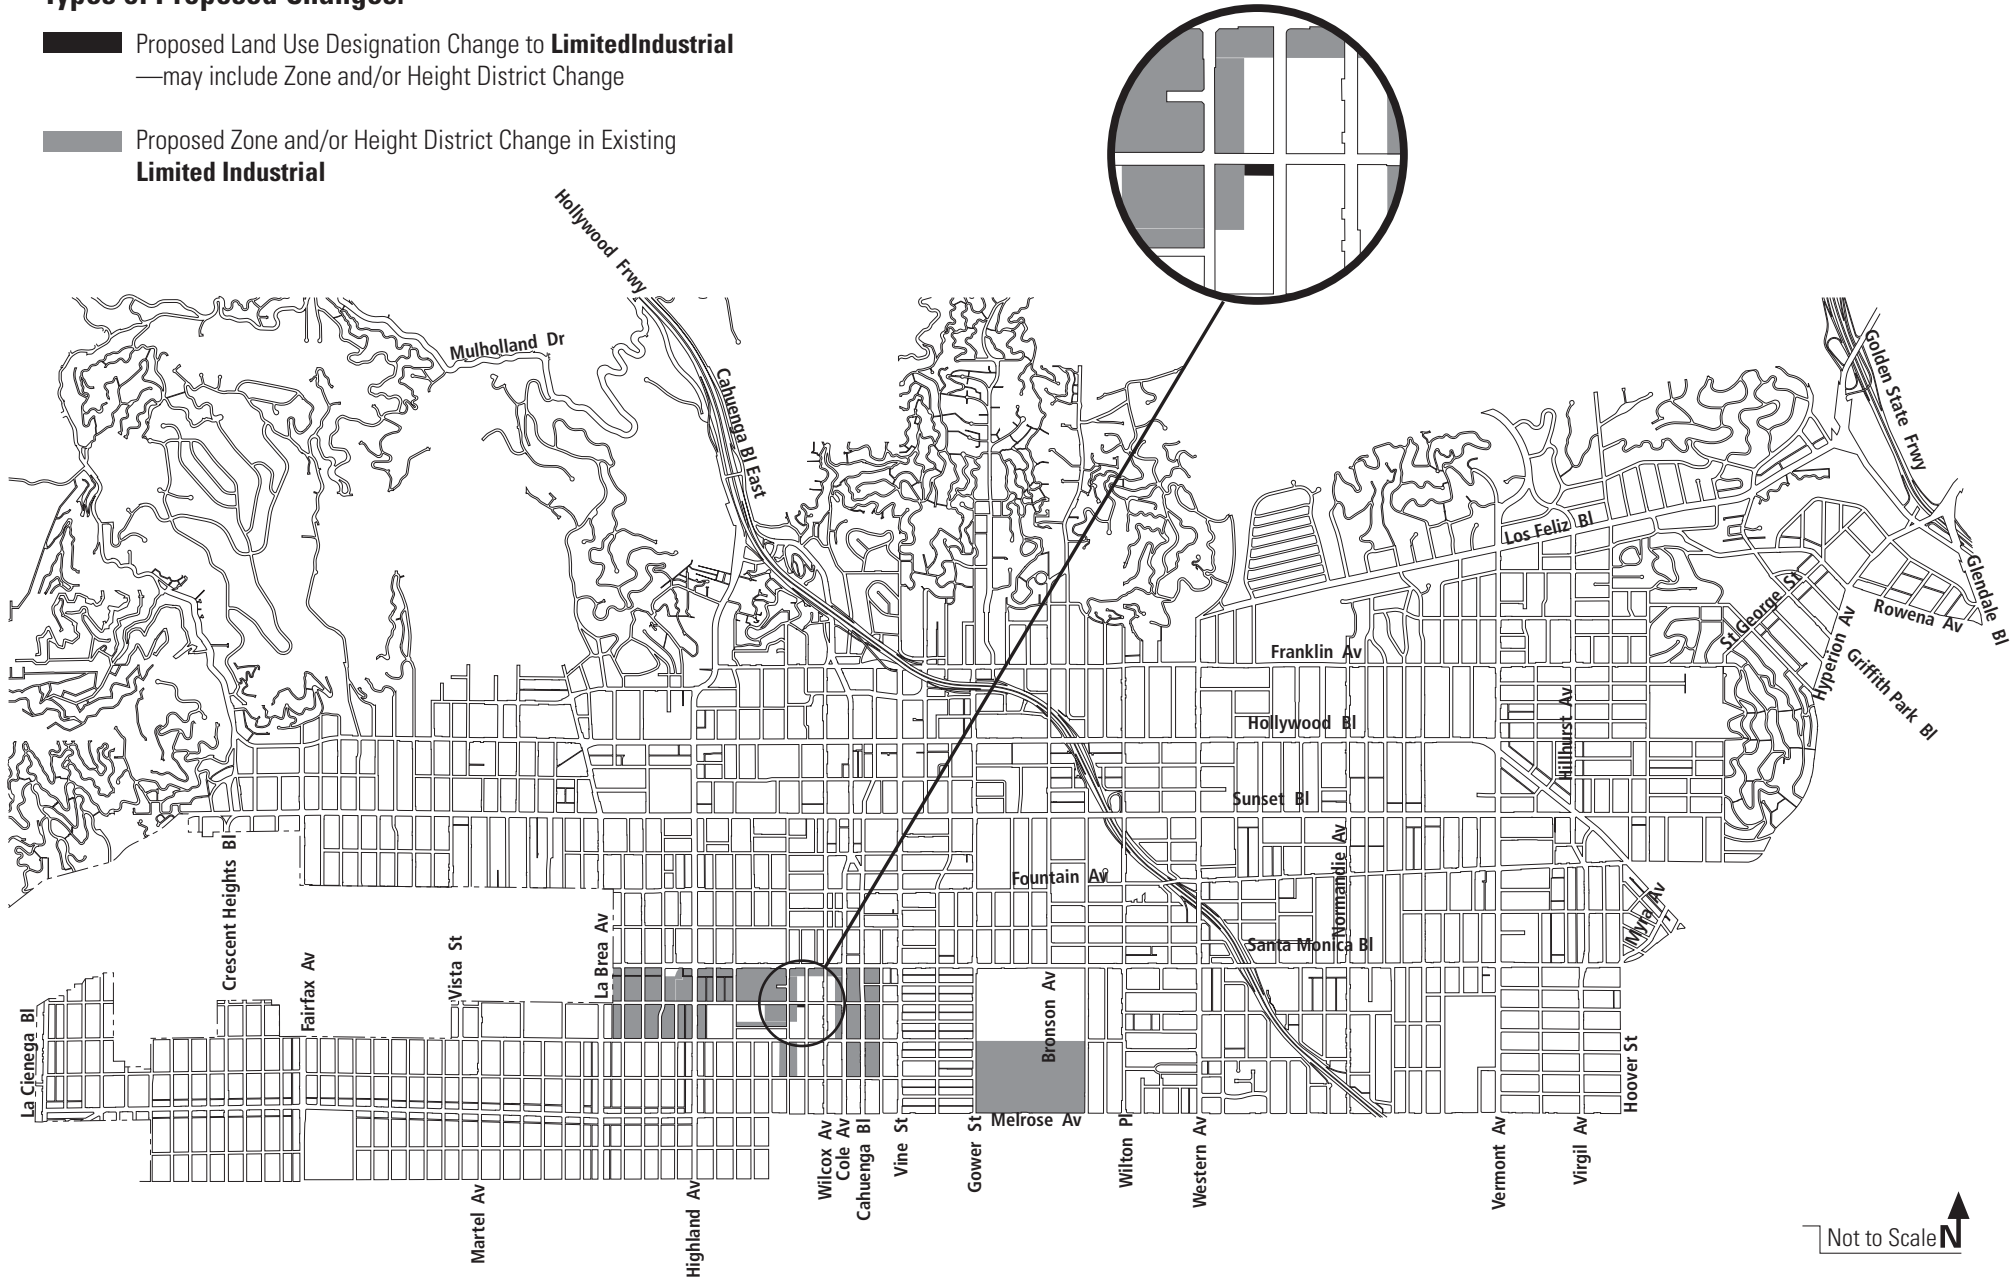 Types of Proposed Changes:
Proposed Land Use Designation Change to LimitedIndustrial
—may include Zone and/or Height District Change
Proposed Zone and/or Height District Change in Existing
Limited Industrial
Hollywood Frwy
Mulholland Dr
Cahuenga Bl East
Golden State Frwy
Los Feliz Bl
Glendale Bl
St George St
Rowena Av
Hyperion Av
Griffith Park Bl
Franklin Av
Hollywood Bl
Hillhurst Av
Sunset Bl
Normandie Av
Fountain Av
Myra Av
Santa Monica Bl
Crescent Heights Bl
Fairfax Av
Vista St
La Brea Av
Bronson Av
La Cienega Bl
Hoover St
Melrose Av
Martel Av
Highland Av
Wilcox Av
Cole Av
Cahuenga Bl
Vine St
Gower St
Wilton Pl
Western Av
Vermont Av
Virgil Av
Not to Scale N